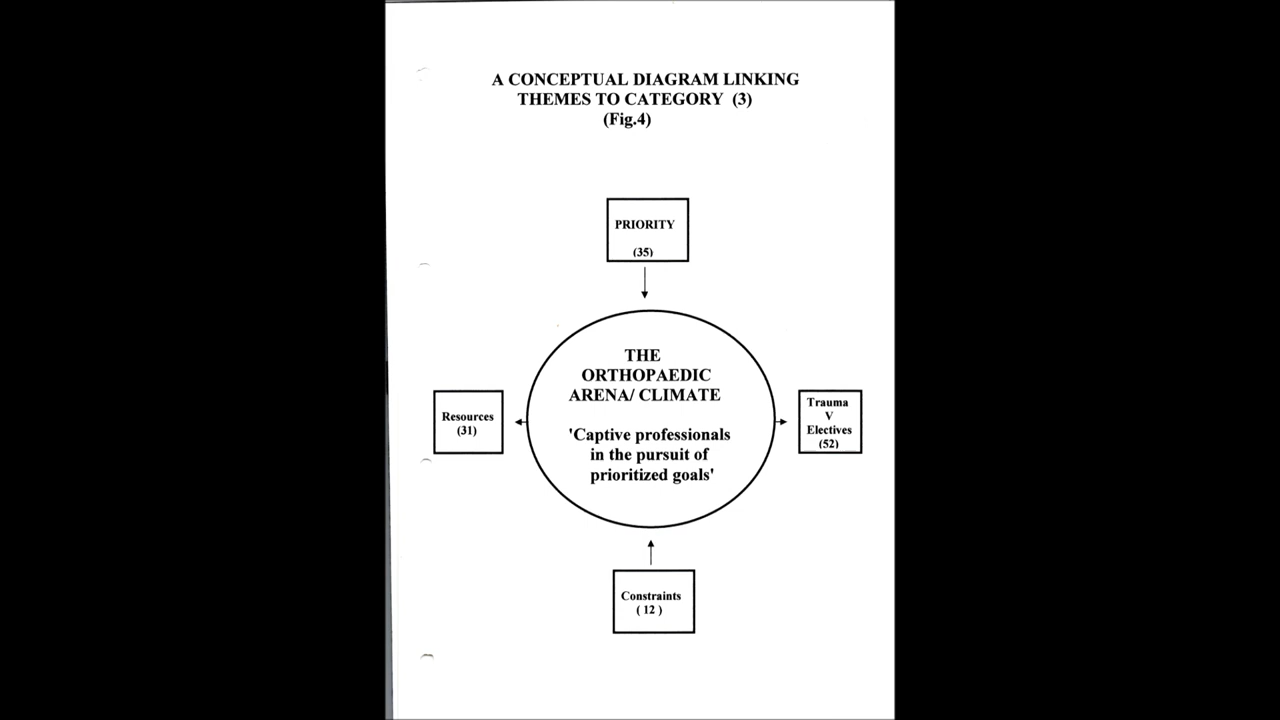 A CONCEPTUAL DIAGRAM LINKING
THEMES TO CATEGORY (3)
(Fig.4)
PRIORITY
(35)
THE
ORTHOPAEDIC
ARENA/ CLIMATE
'Captive professionals
in the pursuit of
prioritized goals'
Resources
(31)
Trauma
V
Electives
(52)
Constraints
( 12 )